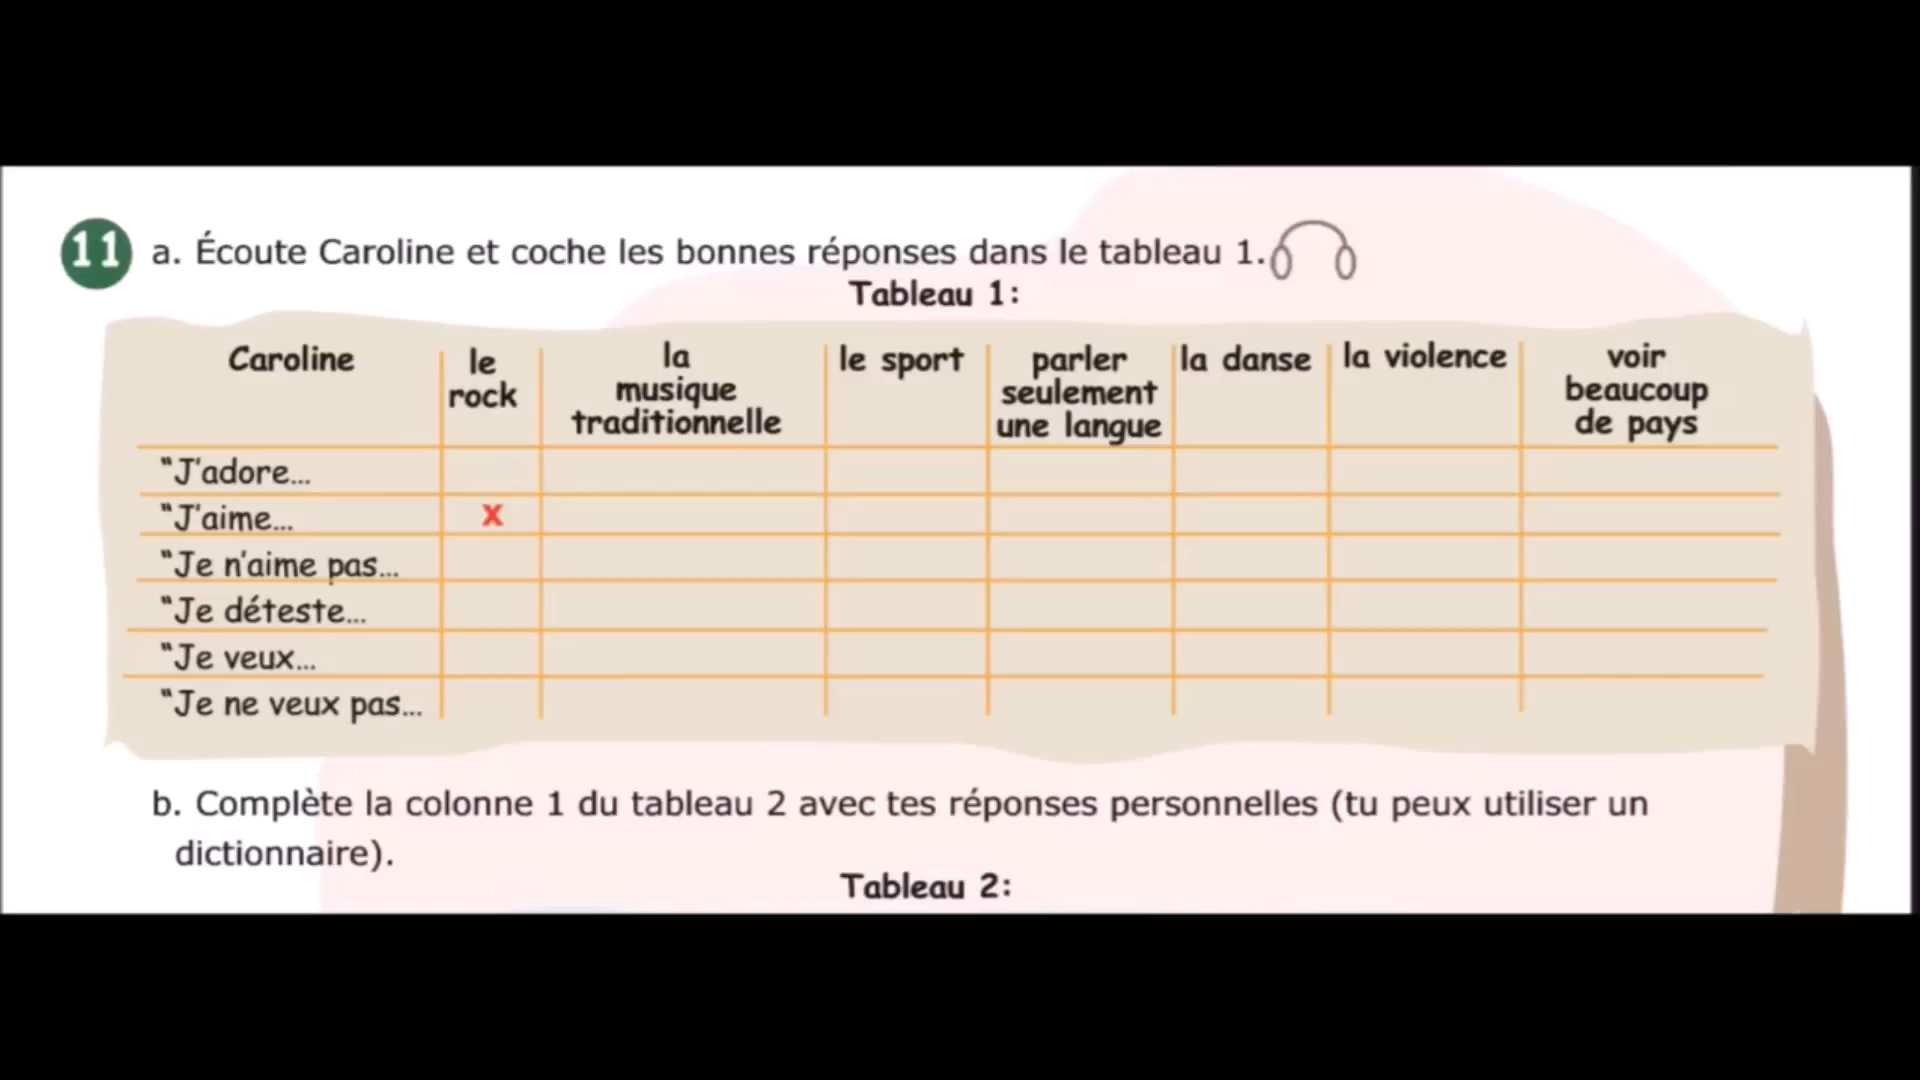 11 a. Écoute Caroline et coche les bonnes réponses dans le tableau 1.
Tableau 1:
Caroline
le
rock
la
musique
traditionnelle
le sport
parler
seulement
une langue
la danse
la violence
voir
beaucoup
de pays
"J'adore...
"J'aime...
x
"Je n'aime pas...
"Je déteste...
"Je veux...
"Je ne veux pas...
b. Complète la colonne 1 du tableau 2 avec tes réponses personnelles (tu peux utiliser un
dictionnaire).
Tableau 2: